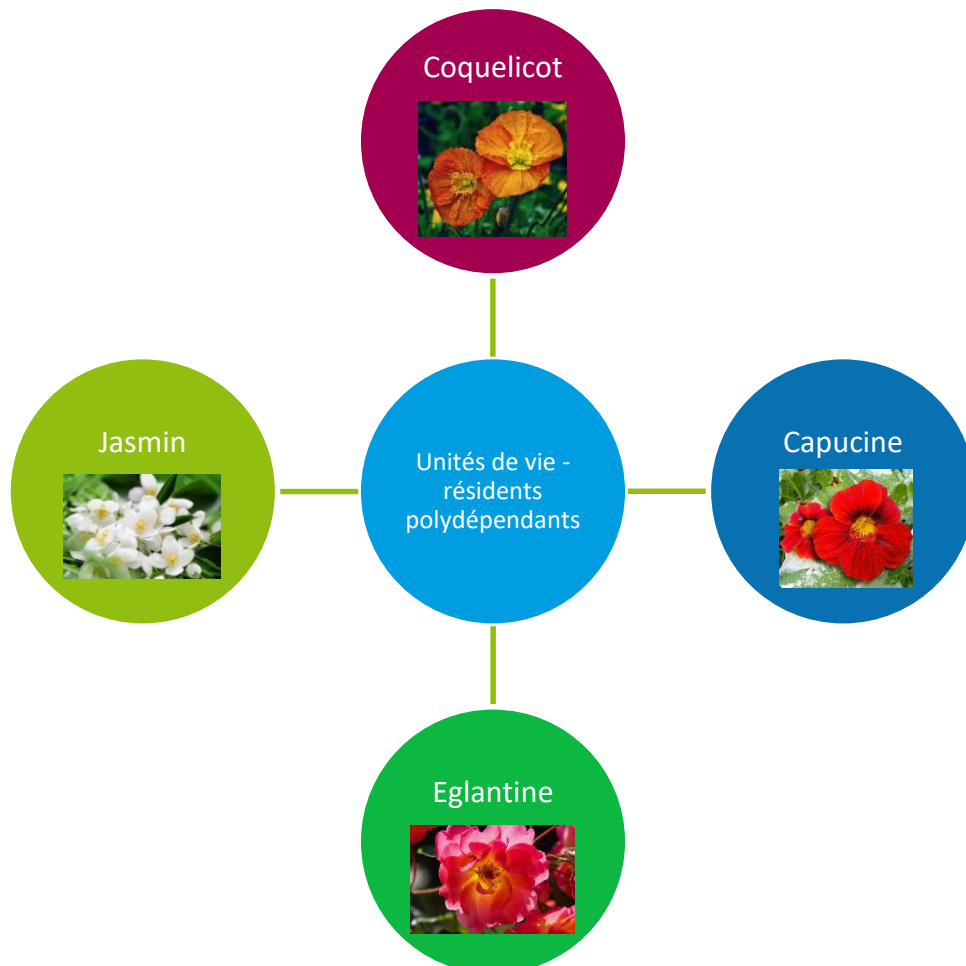 Coquelicot
Jasmin
Unités de vie -
résidents
polydépendants
Capucine
Eglantine